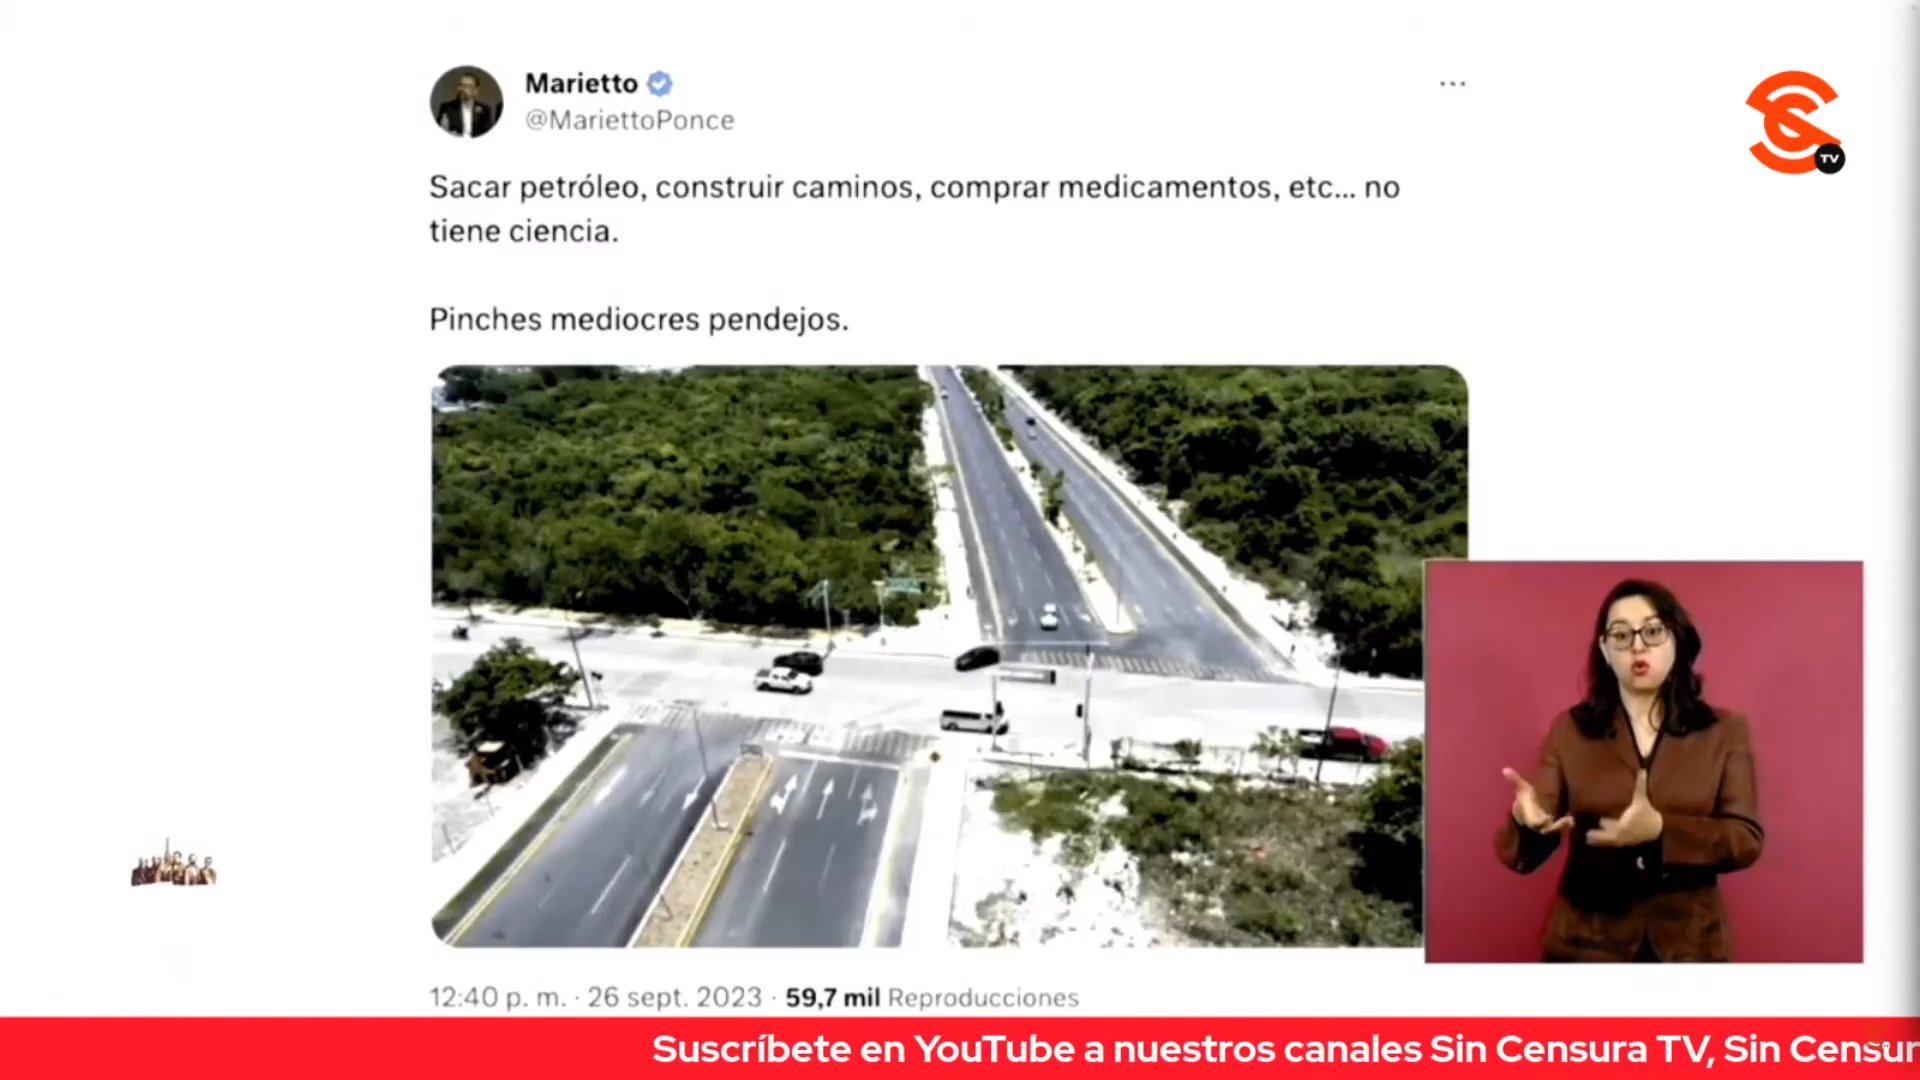 Marietto
@MariettoPonce
Sacar petróleo, construir caminos, comprar medicamentos, etc... no
tiene ciencia.
Pinches mediocres pendejos.
12:40 p. m. · 26 sept. 2023 · 59,7 mil Reproducciones
TV
Suscríbete en YouTube a nuestros canales Sin Censura TV, Sin Censur